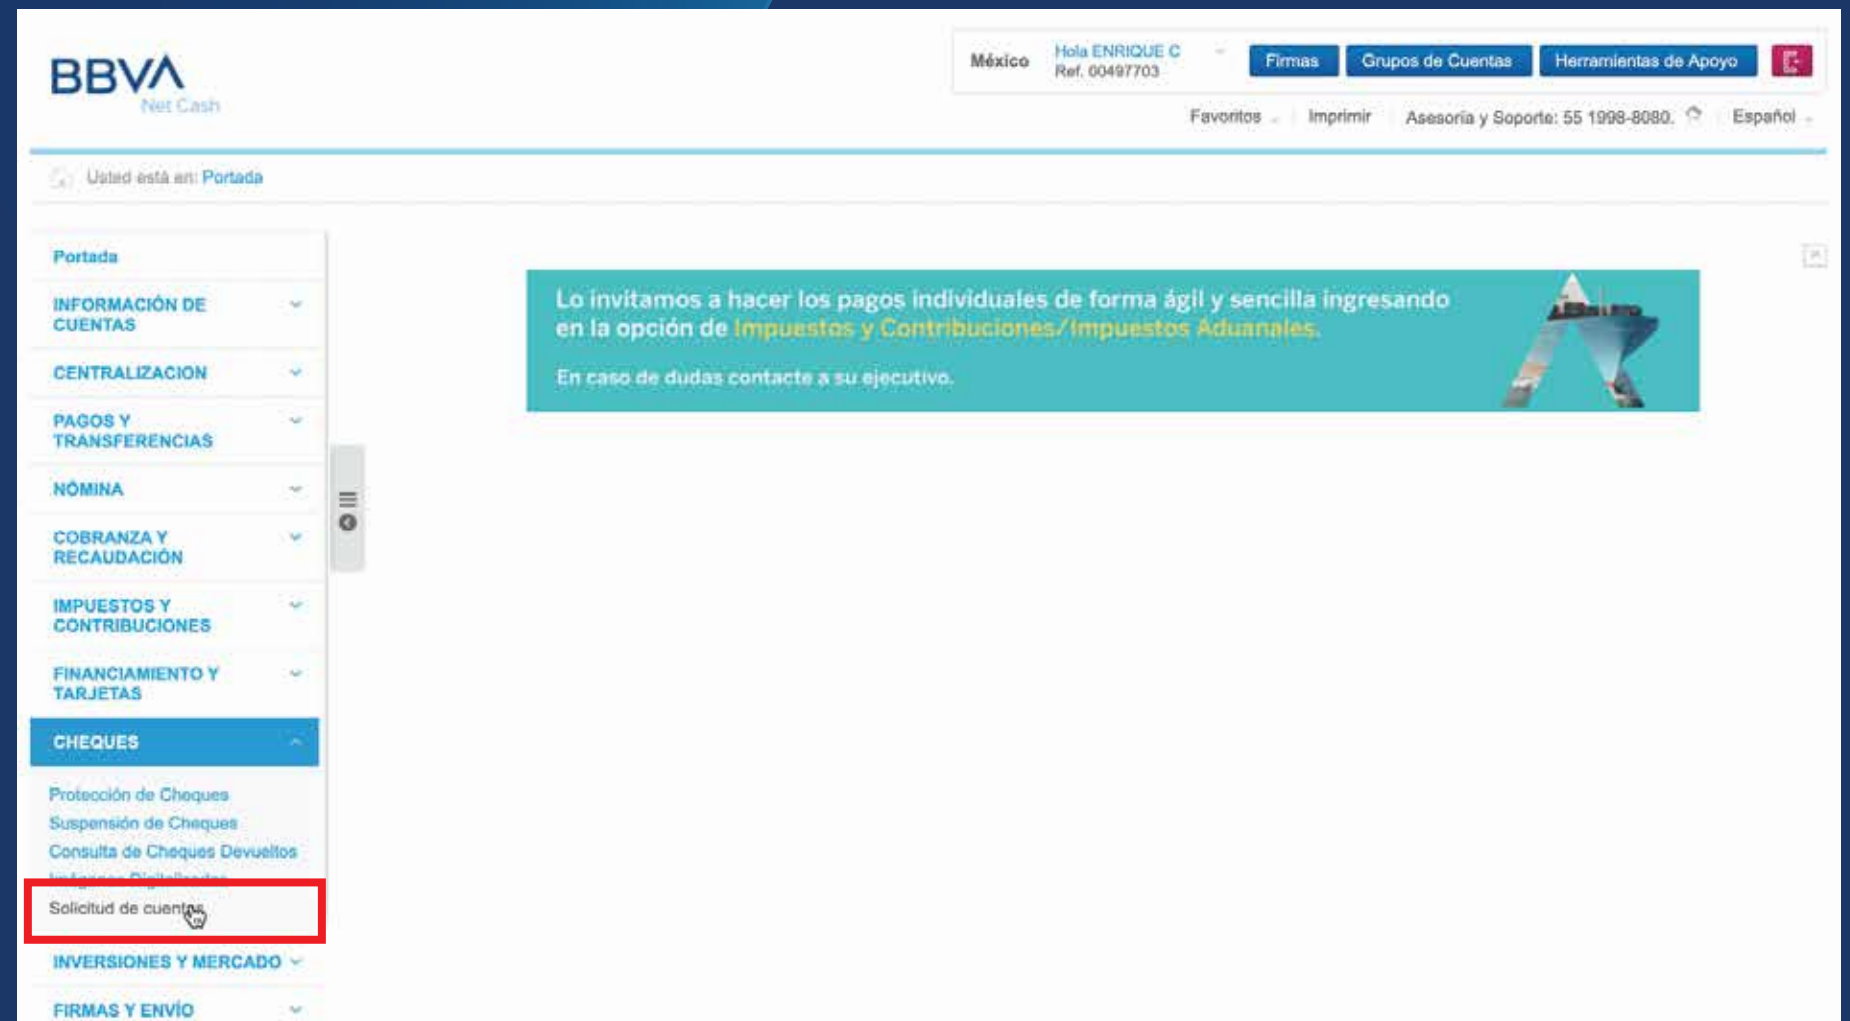 BBVA
Net Cash
México
Hola ENRIQUE C
Ref. 00497703
Firmas
Grupos de Cuentas
Herramientas de Apoyo
Favoritos
Imprimir
Asesoría y Soporte: 55 1998-8080.
Español
Usted está en: Portada
Portada
INFORMACIÓN DE
CUENTAS
CENTRALIZACION
PAGOS Y
TRANSFERENCIAS
NÓMINA
COBRANZA Y
RECAUDACIÓN
IMPUESTOS Y
CONTRIBUCIONES
FINANCIAMIENTO Y
TARJETAS
CHEQUES
Protección de Cheques
Suspensión de Cheques
Consulta de Cheques Devueltos
Imágenes Digitalizadas
Solicitud de cuentas
INVERSIONES Y MERCADO
FIRMAS Y ENVÍO
Lo invitamos a hacer los pagos individuales de forma ágil y sencilla ingresando
en la opción de Impuestos y Contribuciones/Impuestos Aduanales.
En caso de dudas contacte a su ejecutivo.